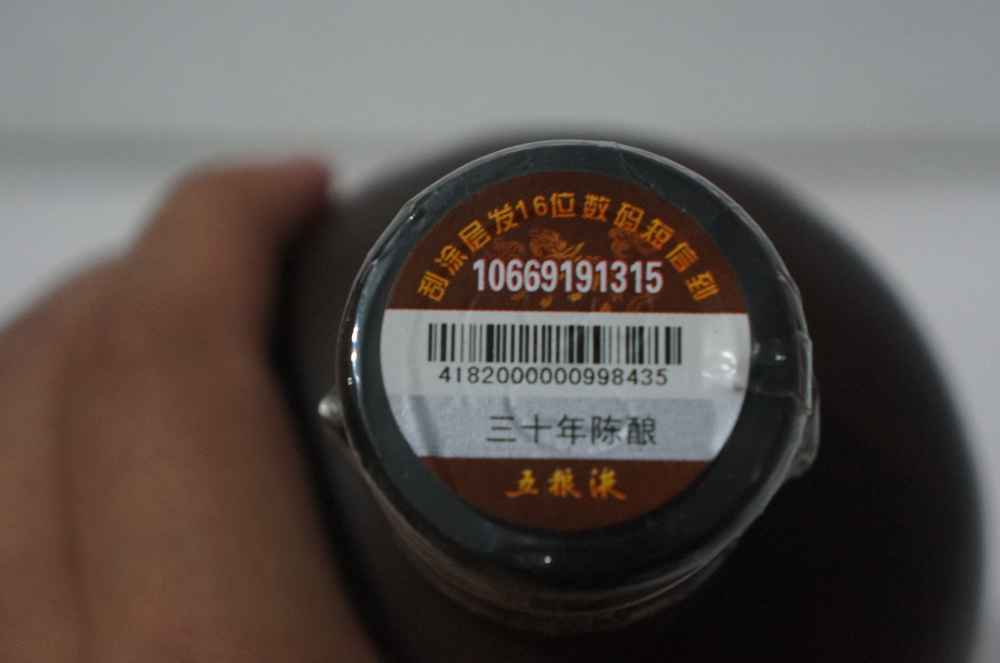 刮涂层发16位数码短信到
10669191315
4182000000998435
三十年陈酿
五粮液